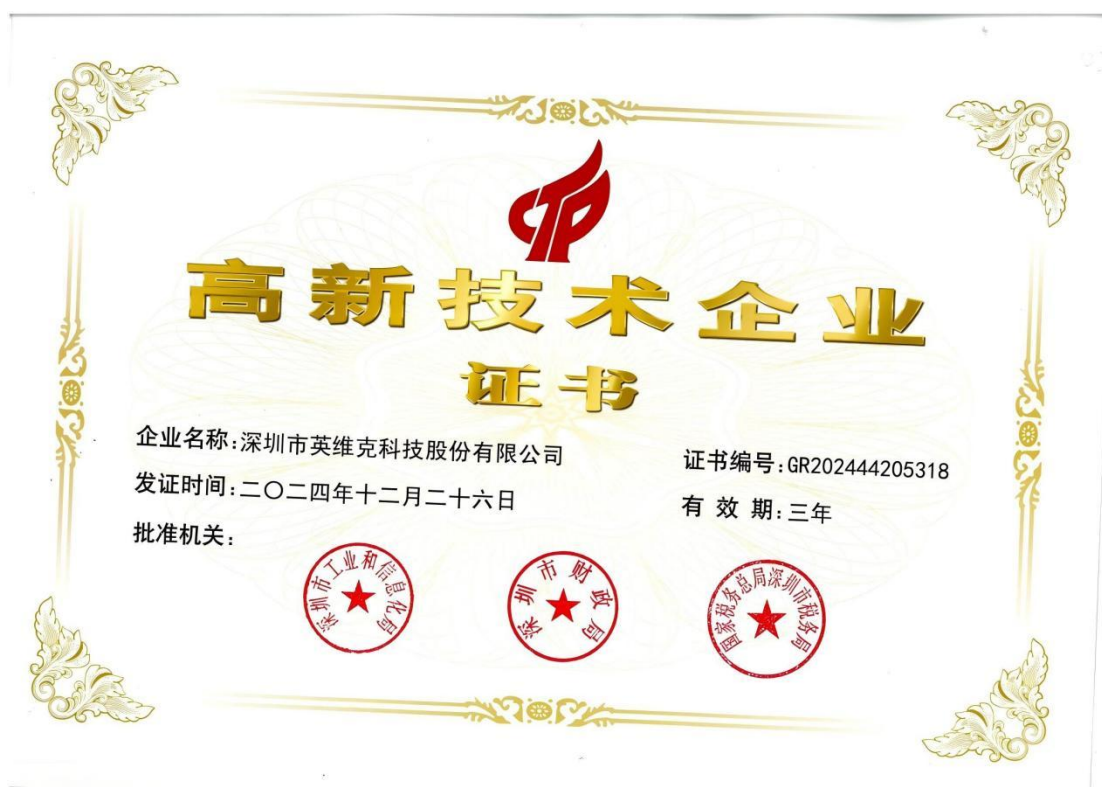 高新技术企业
证书
企业名称:深圳市英维克科技股份有限公司
证书编号:GR202444205318
发证时间:二〇二四年十二月二十六日
有 效 期:三年
批准机关:
深圳市工业和信息化局
深圳市财政局
国家税务总局深圳市税务局